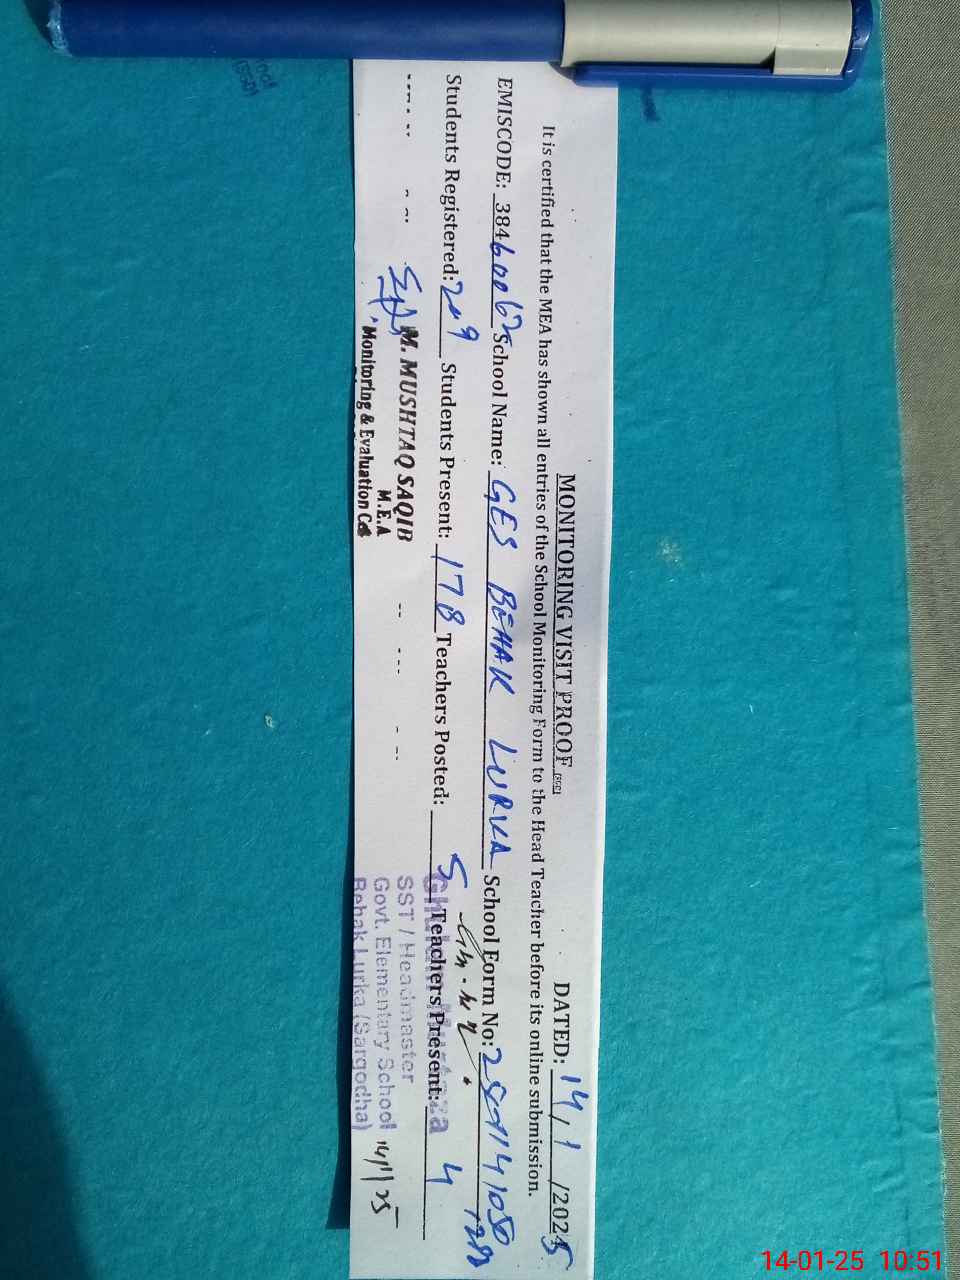 MONITORING VISIT PROOF
DATED: 14/1/2025
It is certified that the MEA has shown all entries of the School Monitoring Form to the Head Teacher before its online submission.
EMISCODE: 38460062 School Name: GES BEHAK LURKA School Form No:
Students Registered: 209 Students Present: 178 Teachers Posted: 5 Teachers Present: 4
M. MUSHTAQ SAQIB
M.E.A
Monitoring & Evaluation
SST / Headmaster
Govt. Elementary School
Behak Lurka (Sargodha)
14/1/25
14-01-25 10:51